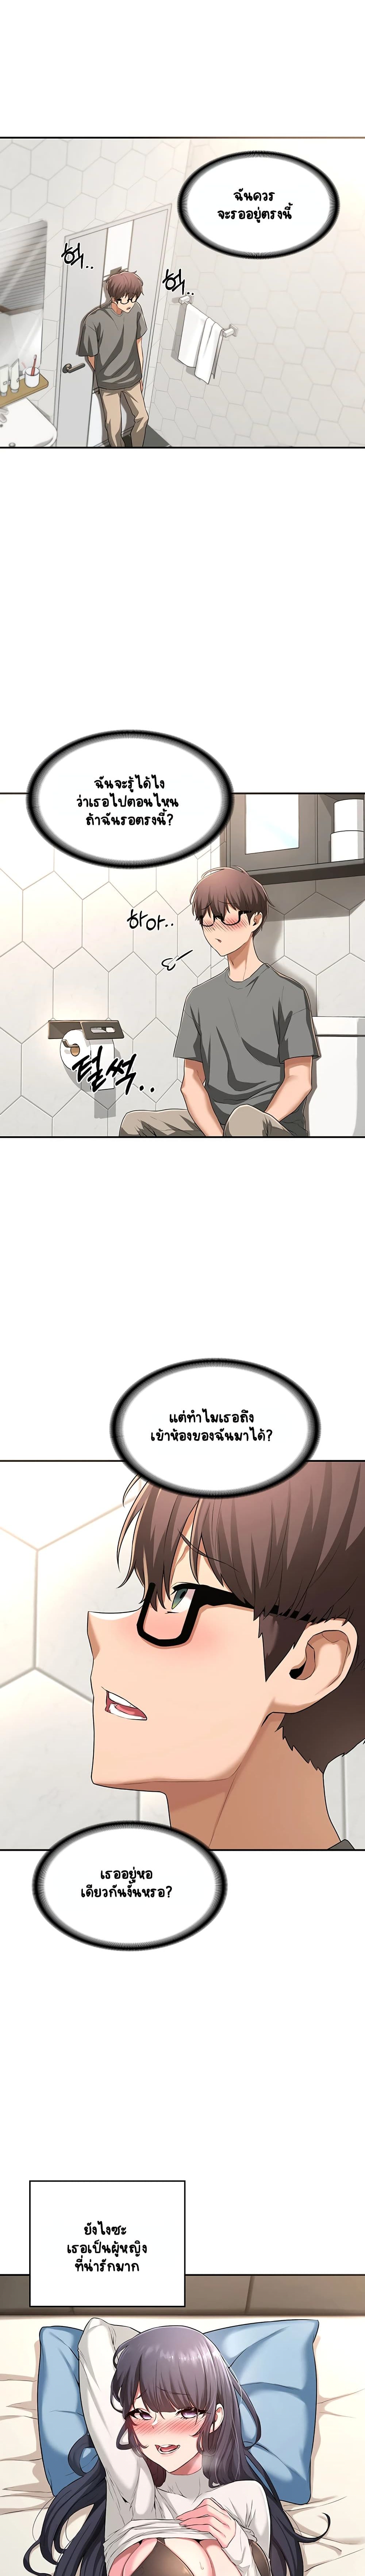 ฉันควร
จะรออยู่ตรงนี้
헉..
헉..
ฉันจะรู้ได้ไง
ว่าเธอไปตอนไหน
ถ้าฉันรอตรงนี้?
하아..
털썩..
แต่ทำไมเธอถึง
เข้าห้องของฉันมาได้?
เธออยู่หอ
เดียวกันงั้นหรอ?
ยังไงซะ
เธอเป็นผู้หญิง
ที่น่ารักมาก